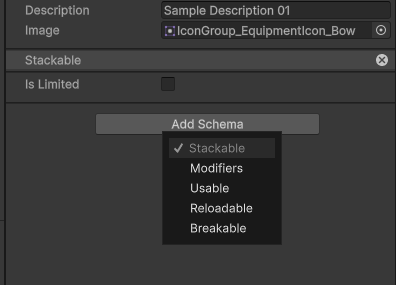 Description Sample Description 01
Image IconGroup_EquipmentIcon_Bow
Stackable
Is Limited
Add Schema
Stackable
Modifiers
Usable
Reloadable
Breakable